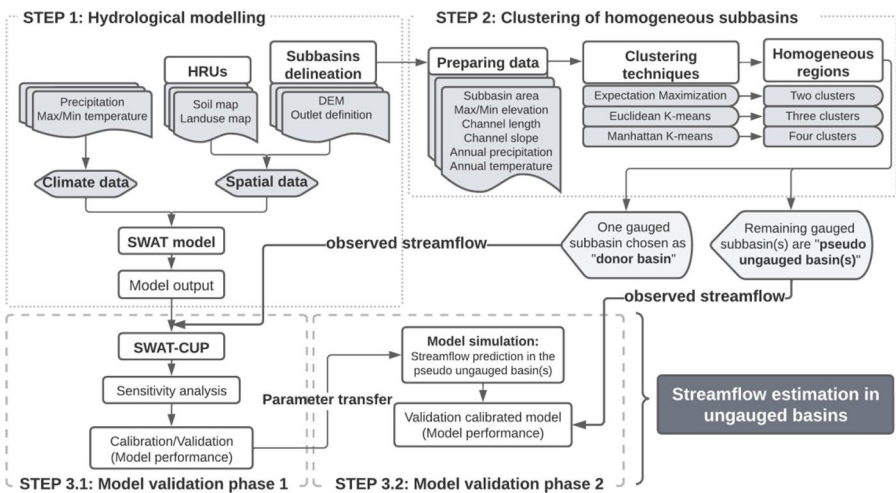 STEP 1: Hydrological modelling
HRUs
Subbasins
delineation
Precipitation
Max/Min temperature
Soil map
Landuse map
DEM
Outlet definition
Climate data
Spatial data
SWAT model
Model output
STEP 2: Clustering of homogeneous subbasins
Preparing data
Subbasin area
Max/Min elevation
Channel length
Channel slope
Annual precipitation
Annual temperature
Clustering
techniques
Expectation Maximization
Euclidean K-means
Manhattan K-means
Homogeneous
regions
Two clusters
Three clusters
Four clusters
One gauged
subbasin chosen as
"donor basin"
Remaining gauged
subbasin(s) are "pseudo
ungauged basin(s)"
observed streamflow
observed streamflow
SWAT-CUP
Sensitivity analysis
Calibration/Validation
(Model performance)
STEP 3.1: Model validation phase 1
Parameter transfer
Model simulation:
Streamflow prediction in the
pseudo ungauged basin(s)
Validation calibrated model
(Model performance)
STEP 3.2: Model validation phase 2
Streamflow estimation in
ungauged basins